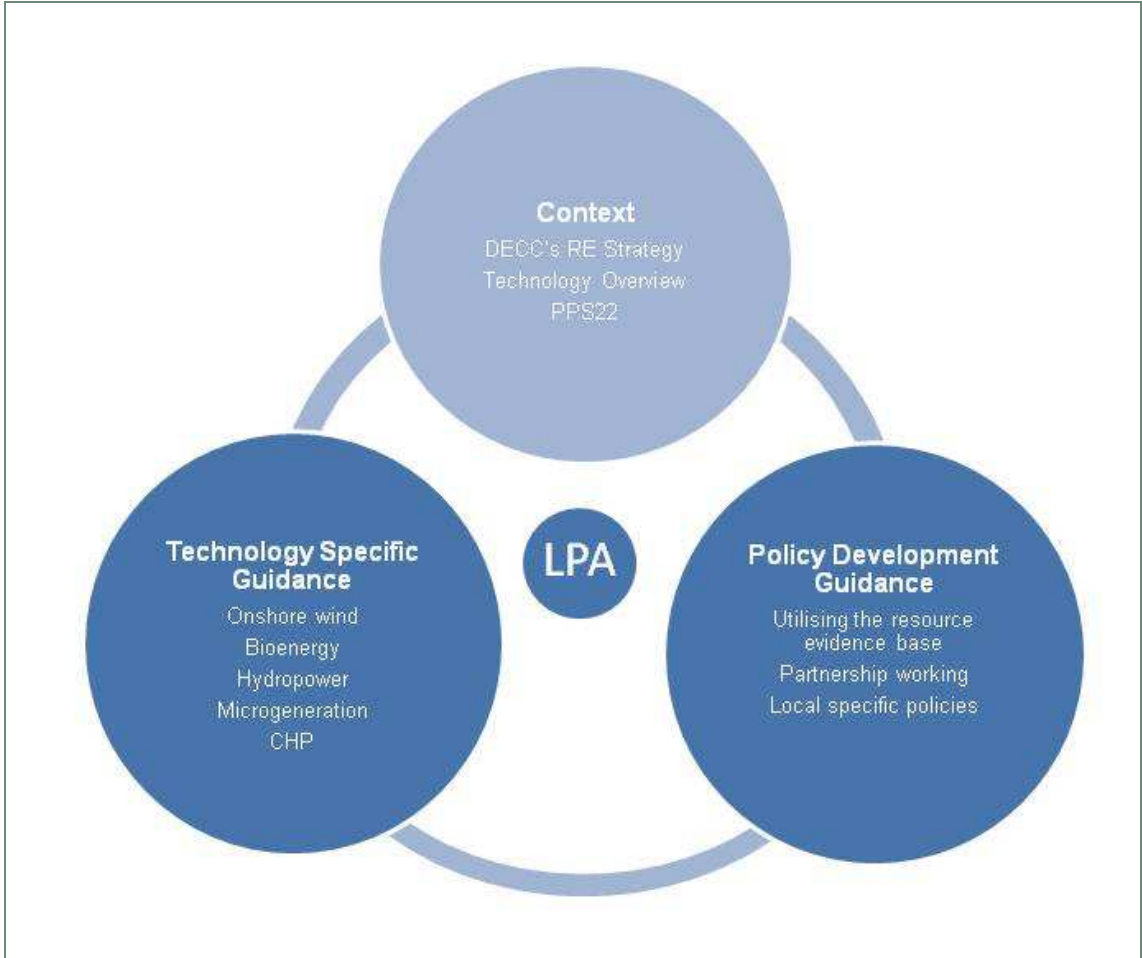 Context
DECC's RE Strategy
Technology Overview
PPS22
Technology Specific
Guidance
Onshore wind
Bioenergy
Hydropower
Microgeneration
CHP
LPA
Policy Development
Guidance
Utilising the resource
evidence base
Partnership working
Local specific policies